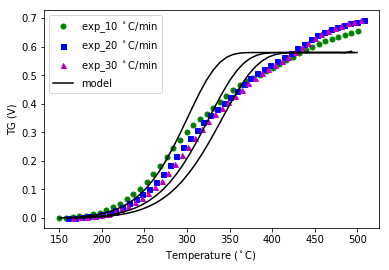 exp_10 °C/min
exp_20 °C/min
exp_30 °C/min
model
TG (V)
0.7
0.6
0.5
0.4
0.3
0.2
0.1
0.0
150 200 250 300 350 400 450 500
Temperature (°C)